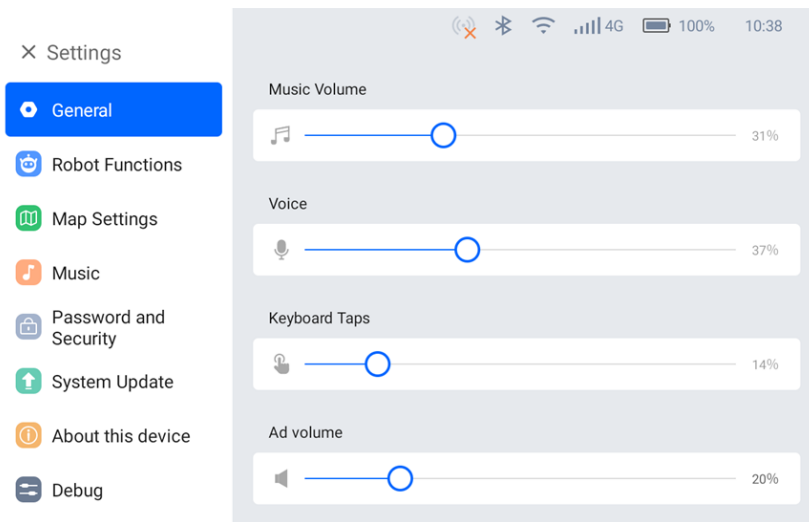 4G 100% 10:38
Settings
General
Robot Functions
Map Settings
Music
Password and
Security
System Update
About this device
Debug
Music Volume
31%
Voice
37%
Keyboard Taps
14%
Ad volume
20%